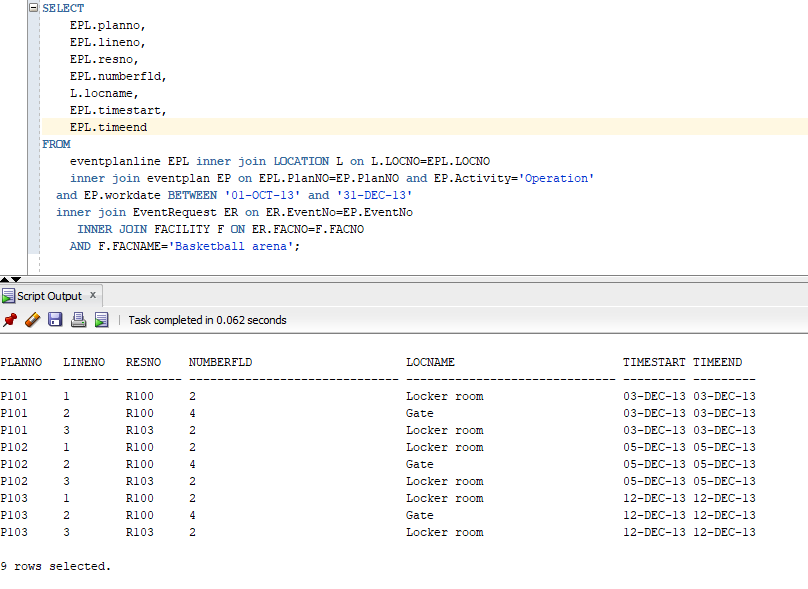 SELECT
EPL.planno,
EPL.lineno,
EPL.resno,
EPL.numberfld,
L.locname,
EPL.timestart,
EPL.timeend
FROM
eventplanline EPL inner join LOCATION L on L.LOCNO=EPL.LOCNO
inner join eventplan EP on EPL.PlanNO=EP.PlanNO and EP.Activity='Operation'
and EP.workdate BETWEEN '01-OCT-13' and '31-DEC-13'
inner join EventRequest ER on ER.EventNo=EP.EventNo
INNER JOIN FACILITY F ON ER.FACNO=F.FACNO
AND F.FACNAME='Basketball arena';
Script Output x
Task completed in 0.062 seconds
PLANNO LINENO RESNO NUMBERFLD LOCNAME TIMESTART TIMEEND
-------- -------- -------- ------------------------------ ------------------------------ --------- ---------
P101 1 R100 2 Locker room 03-DEC-13 03-DEC-13
P101 2 R100 4 Gate 03-DEC-13 03-DEC-13
P101 3 R103 2 Locker room 03-DEC-13 03-DEC-13
P102 1 R100 2 Locker room 05-DEC-13 05-DEC-13
P102 2 R100 4 Gate 05-DEC-13 05-DEC-13
P102 3 R103 2 Locker room 05-DEC-13 05-DEC-13
P103 1 R100 2 Locker room 12-DEC-13 12-DEC-13
P103 2 R100 4 Gate 12-DEC-13 12-DEC-13
P103 3 R103 2 Locker room 12-DEC-13 12-DEC-13
9 rows selected.